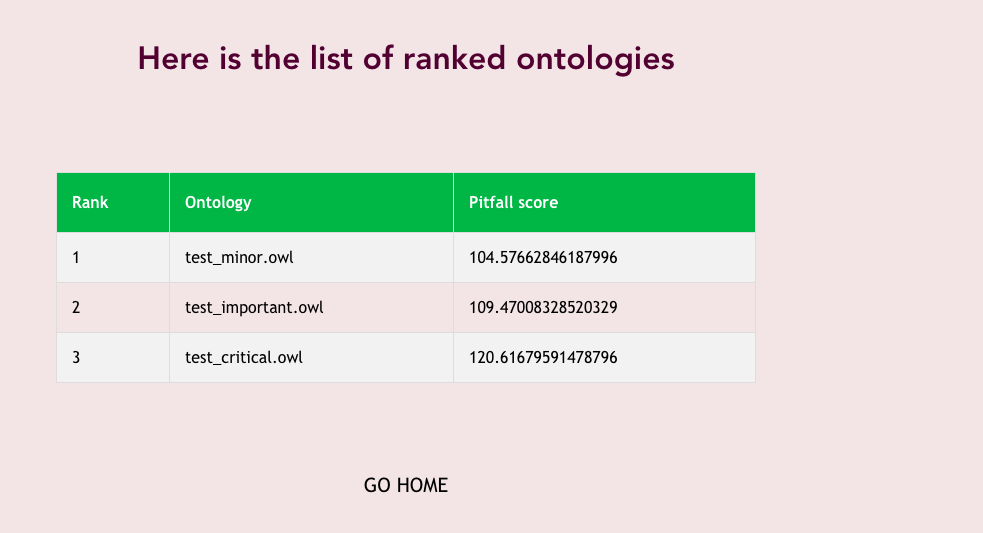 Here is the list of ranked ontologies
Rank Ontology Pitfall score
1 test_minor.owl 104.57662846187996
2 test_important.owl 109.47008328520329
3 test_critical.owl 120.61679591478796
GO HOME